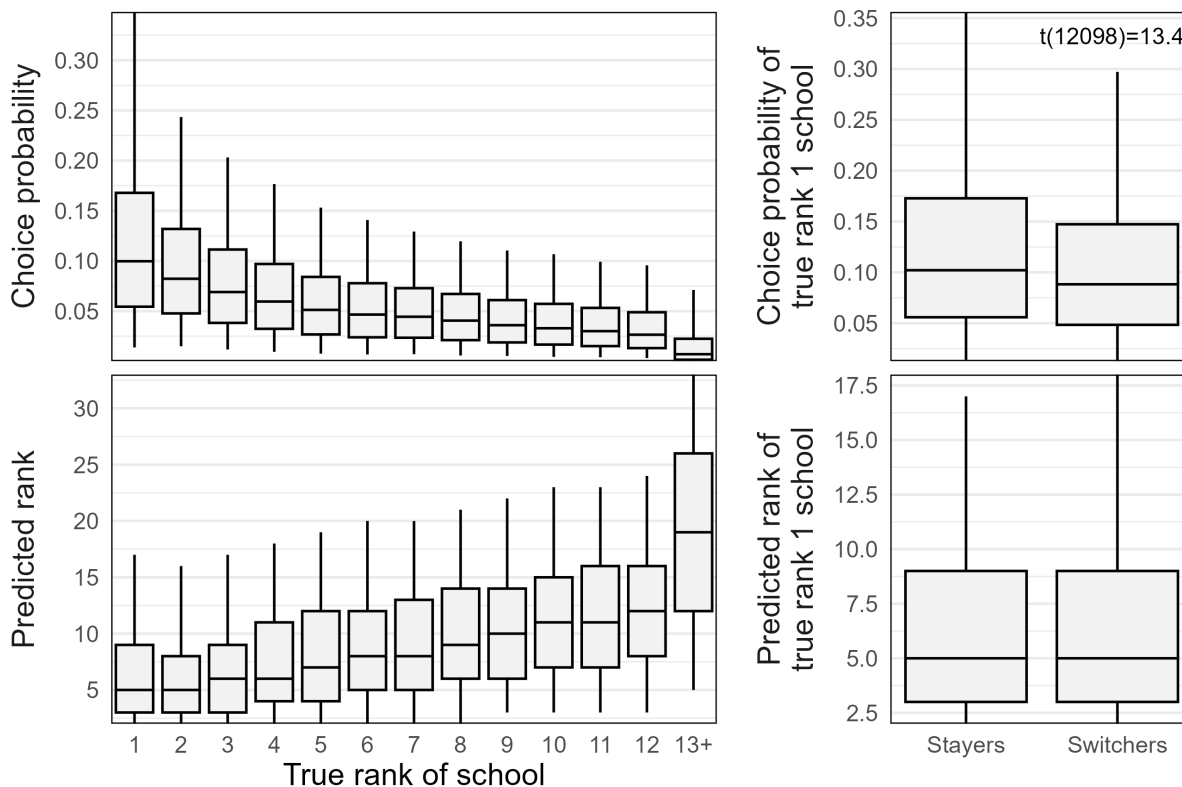 Choice probability
0.30
0.25
0.20
0.15
0.10
0.05
Predicted rank
30
25
20
15
10
5
1 2 3 4 5 6 7 8 9 10 11 12 13+
True rank of school
Choice probability of
true rank 1 school
0.35
0.30
0.25
0.20
0.15
0.10
0.05
t(12098)=13.4
Predicted rank of
true rank 1 school
17.5
15.0
12.5
10.0
7.5
5.0
2.5
Stayers Switchers